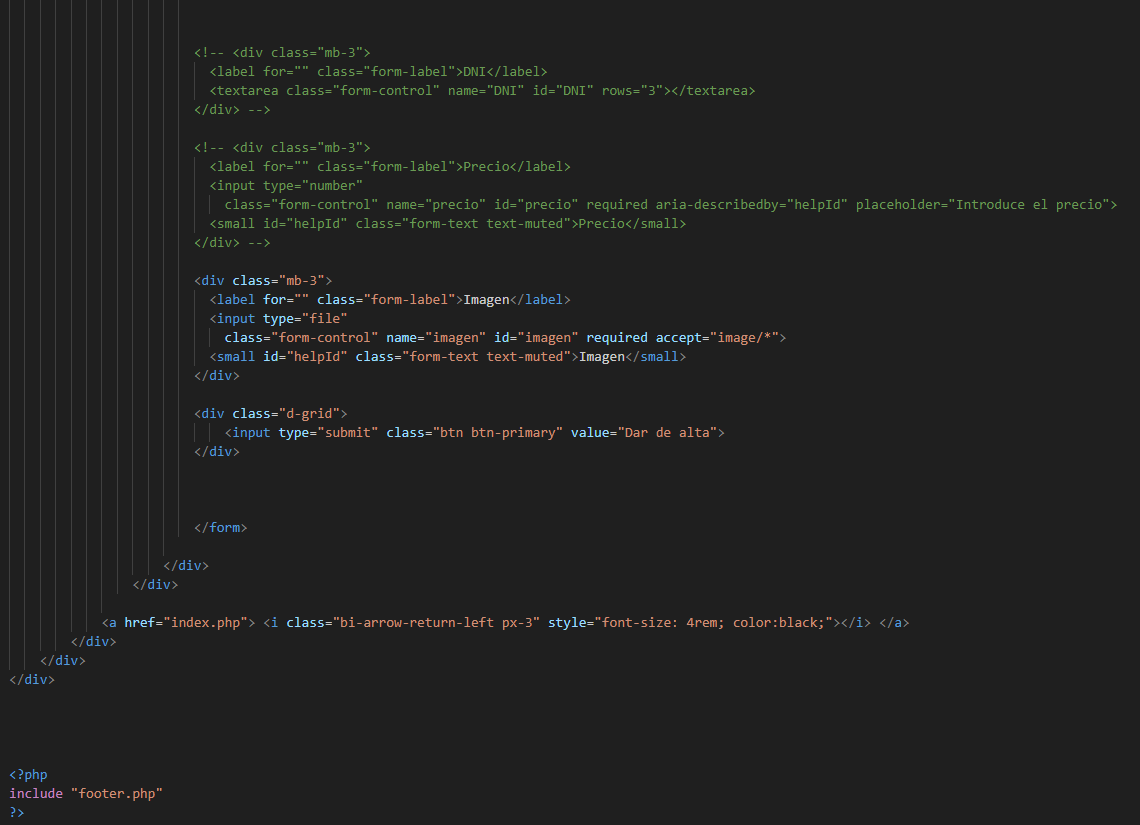 <!-- <div class="mb-3">
<label for="" class="form-label">DNI</label>
<textarea class="form-control" name="DNI" id="DNI" rows="3"></textarea>
</div> -->
<!-- <div class="mb-3">
<label for="" class="form-label">Precio</label>
<input type="number"
class="form-control" name="precio" id="precio" required aria-describedby="helpId" placeholder="Introduce el precio">
<small id="helpId" class="form-text text-muted">Precio</small>
</div> -->
<div class="mb-3">
<label for="" class="form-label">Imagen</label>
<input type="file"
class="form-control" name="imagen" id="imagen" required accept="image/*">
<small id="helpId" class="form-text text-muted">Imagen</small>
</div>
<div class="d-grid">
<input type="submit" class="btn btn-primary" value="Dar de alta">
</div>
</form>
</div>
</div>
<a href="index.php"> <i class="bi-arrow-return-left px-3" style="font-size: 4rem; color:black;"></i> </a>
</div>
</div>
</div>
<?php
include "footer.php"
?>